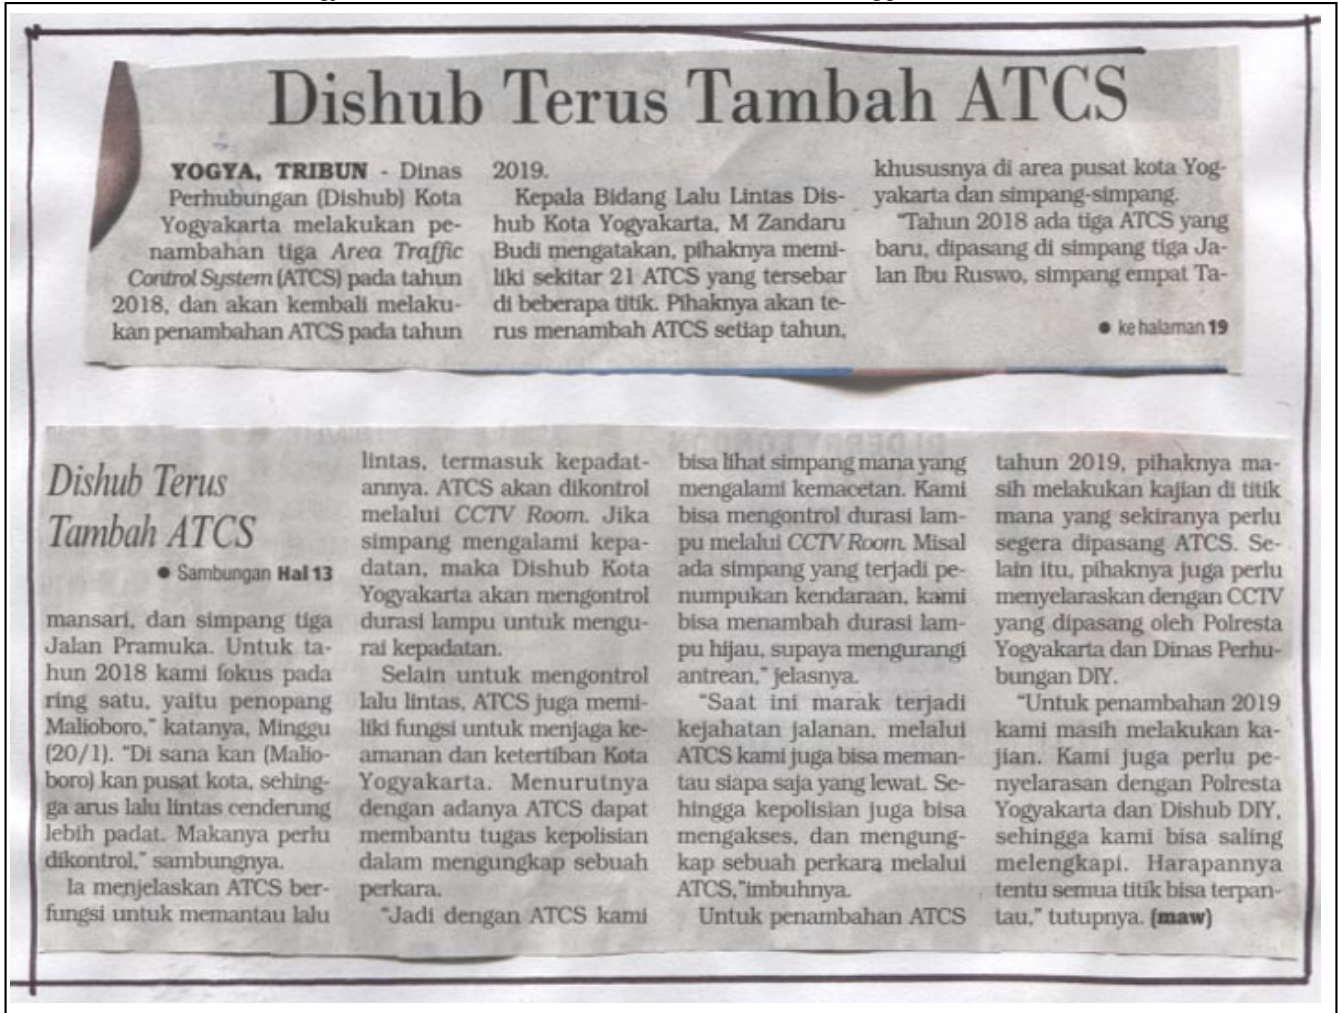 Dishub Terus Tambah ATCS
YOGYA, TRIBUN - Dinas
Perhubungan (Dishub) Kota
Yogyakarta melakukan pe-
nambahan tiga Area Traffic
Control System (ATCS) pada tahun
2018, dan akan kembali melaku-
kan penambahan ATCS pada tahun
2019.
Kepala Bidang Lalu Lintas Dis-
hub Kota Yogyakarta, M Zandaru
Budi mengatakan, pihaknya memi-
liki sekitar 21 ATCS yang tersebar
di beberapa titik. Pihaknya akan te-
rus menambah ATCS setiap tahun,
khususnya di area pusat kota Yog-
yakarta dan simpang-simpang.
"Tahun 2018 ada tiga ATCS yang
baru, dipasang di simpang tiga Ja-
lan Ibu Ruswo, simpang empat Ta-
● ke halaman 19
Dishub Terus
Tambah ATCS
● Sambungan Hal 13
mansari, dan simpang tiga
Jalan Pramuka. Untuk ta-
hun 2018 kami fokus pada
ring satu, yaitu penopang
Malioboro," katanya, Minggu
(20/1). "Di sana kan (Malio-
boro) kan pusat kota, sehing-
ga arus lalu lintas cenderung
lebih padat. Makanya perlu
dikontrol," sambungnya.
Ia menjelaskan ATCS ber-
fungsi untuk memantau lalu
lintas, termasuk kepadat-
annya. ATCS akan dikontrol
melalui CCTV Room. Jika
simpang mengalami kepa-
datan, maka Dishub Kota
Yogyakarta akan mengontrol
durasi lampu untuk mengu-
rai kepadatan.
Selain untuk mengontrol
lalu lintas, ATCS juga memi-
liki fungsi untuk menjaga ke-
amanan dan ketertiban Kota
Yogyakarta. Menurutnya
dengan adanya ATCS dapat
membantu tugas kepolisian
dalam mengungkap sebuah
perkara.
"Jadi dengan ATCS kami
bisa lihat simpang mana yang
mengalami kemacetan. Kami
bisa mengontrol durasi lam-
pu melalui CCTV Room. Misal
ada simpang yang terjadi pe-
numpukan kendaraan, kami
bisa menambah durasi lam-
pu hijau, supaya mengurangi
antrean," jelasnya.
"Saat ini marak terjadi
kejahatan jalanan, melalui
ATCS kami juga bisa meman-
tau siapa saja yang lewat. Se-
hingga kepolisian juga bisa
mengakses, dan mengung-
kap sebuah perkara melalui
ATCS,"imbuhnya.
Untuk penambahan ATCS
tahun 2019, pihaknya ma-
sih melakukan kajian di titik
mana yang sekiranya perlu
segera dipasang ATCS. Se-
lain itu, pihaknya juga perlu
menyelaraskan dengan CCTV
yang dipasang oleh Polresta
Yogyakarta dan Dinas Perhu-
bungan DIY.
"Untuk penambahan 2019
kami masih melakukan ka-
jian. Kami juga perlu pe-
nyelarasan dengan Polresta
Yogyakarta dan Dishub DIY,
sehingga kami bisa saling
melengkapi. Harapannya
tentu semua titik bisa terpan-
tau," tutupnya. (maw)